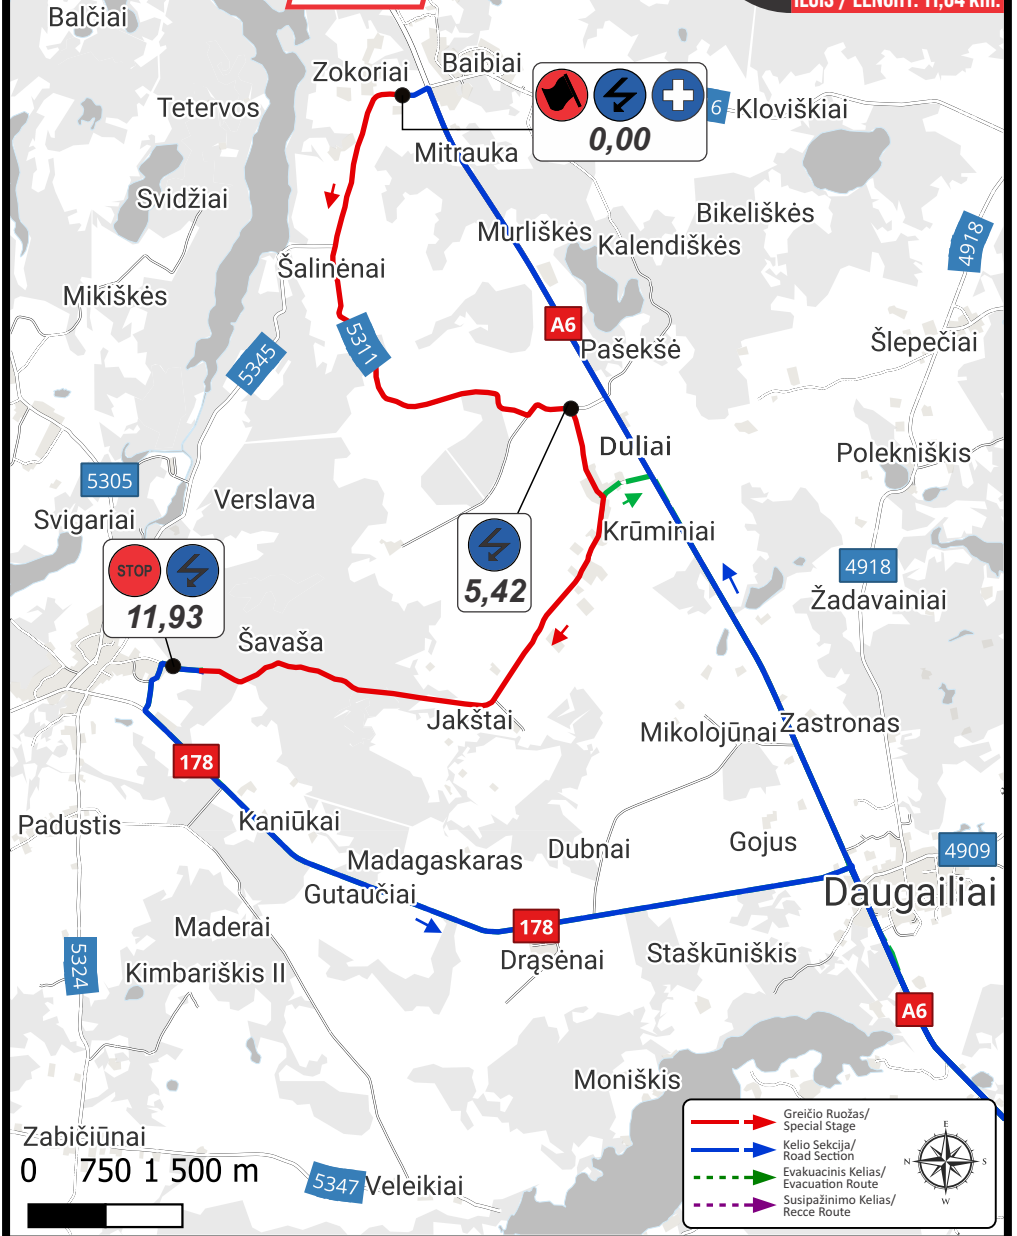 Balčiai
Zokoriai
Baibiai
Tetervos
6
Kloviškiai
0,00
Mitrauka
Svidžiai
Bikeliškės
Murliškės
Kalendiškės
4918
Šalinėnai
Mikiškės
A6
5311
5345
Pašekšė
Šlepečiai
Duliai
Polekniškis
5305
Verslava
Svigariai
Krūminiai
STOP
11,93
5,42
4918
Žadavainiai
Šavaša
Jakštai
Mikolojūnai
Zastronas
178
Padustis
Kaniūkai
Madagaskaras
Dubnai
Gojus
4909
Gutaučiai
Daugailiai
Maderai
178
Drąsėnai
Staškūniškis
5324
Kimbariškis II
A6
Moniškis
Zabičiūnai
0 750 1 500 m
5347
Veleikiai
Greičio Ruožas/
Special Stage
Kelio Sekcija/
Road Section
Evakuacinis Kelias/
Evacuation Route
Susipažinimo Kelias/
Recce Route
E
N
S
W